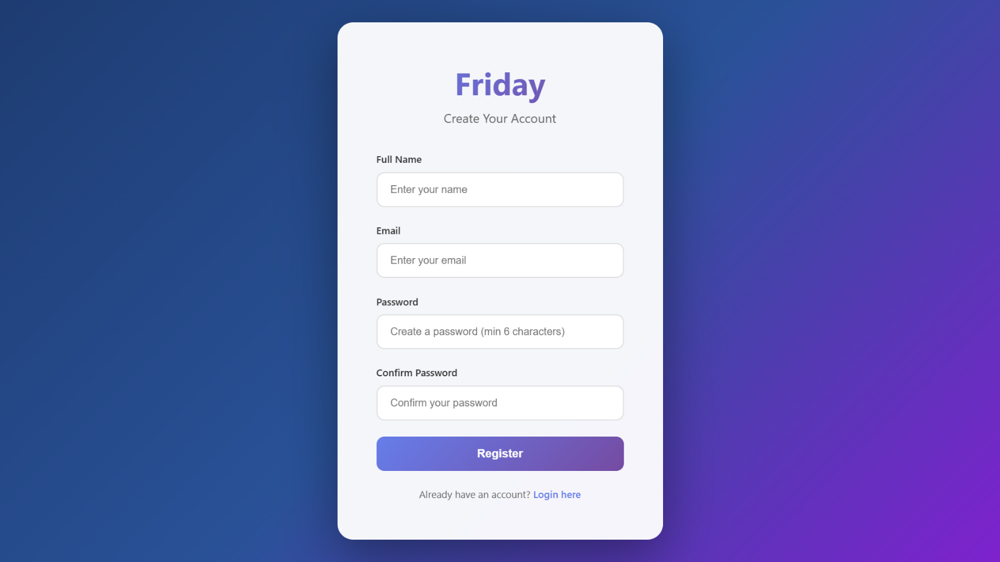 Friday
Create Your Account
Full Name
Enter your name
Email
Enter your email
Password
Create a password (min 6 characters)
Confirm Password
Confirm your password
Register
Already have an account? Login here